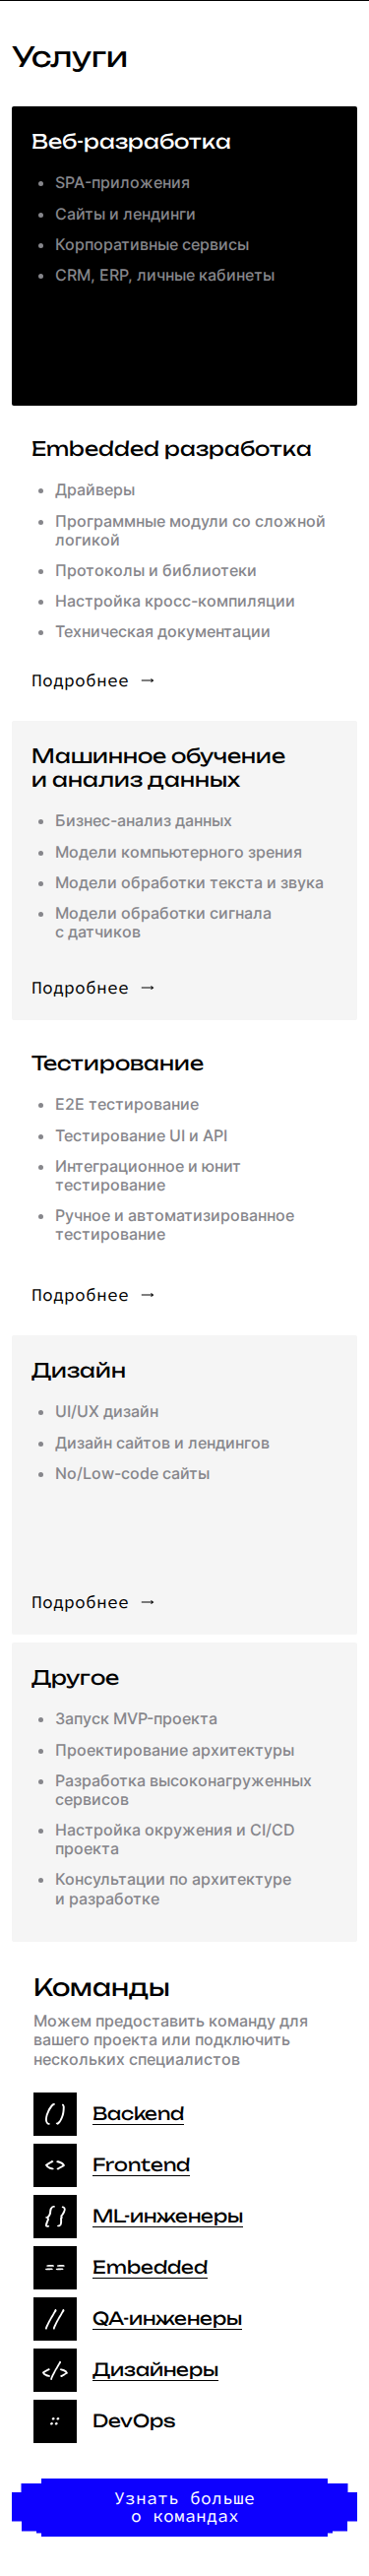 Услуги
Веб-разработка
SPA-приложения
Сайты и лендинги
Корпоративные сервисы
CRM, ERP, личные кабинеты
Embedded разработка
Драйверы
Программные модули со сложной
логикой
Протоколы и библиотеки
Настройка кросс-компиляции
Техническая документации
Подробнее →
Машинное обучение
и анализ данных
Бизнес-анализ данных
Модели компьютерного зрения
Модели обработки текста и звука
Модели обработки сигнала
с датчиков
Подробнее →
Тестирование
E2E тестирование
Тестирование UI и API
Интеграционное и юнит
тестирование
Ручное и автоматизированное
тестирование
Подробнее →
Дизайн
UI/UX дизайн
Дизайн сайтов и лендингов
No/Low-code сайты
Подробнее →
Другое
Запуск MVP-проекта
Проектирование архитектуры
Разработка высоконагруженных
сервисов
Настройка окружения и CI/CD
проекта
Консультации по архитектуре
и разработке
Команды
Можем предоставить команду для
вашего проекта или подключить
нескольких специалистов
() Backend
<> Frontend
{} ML-инженеры
== Embedded
// QA-инженеры
</> Дизайнеры
:: DevOps
Узнать больше
о командах